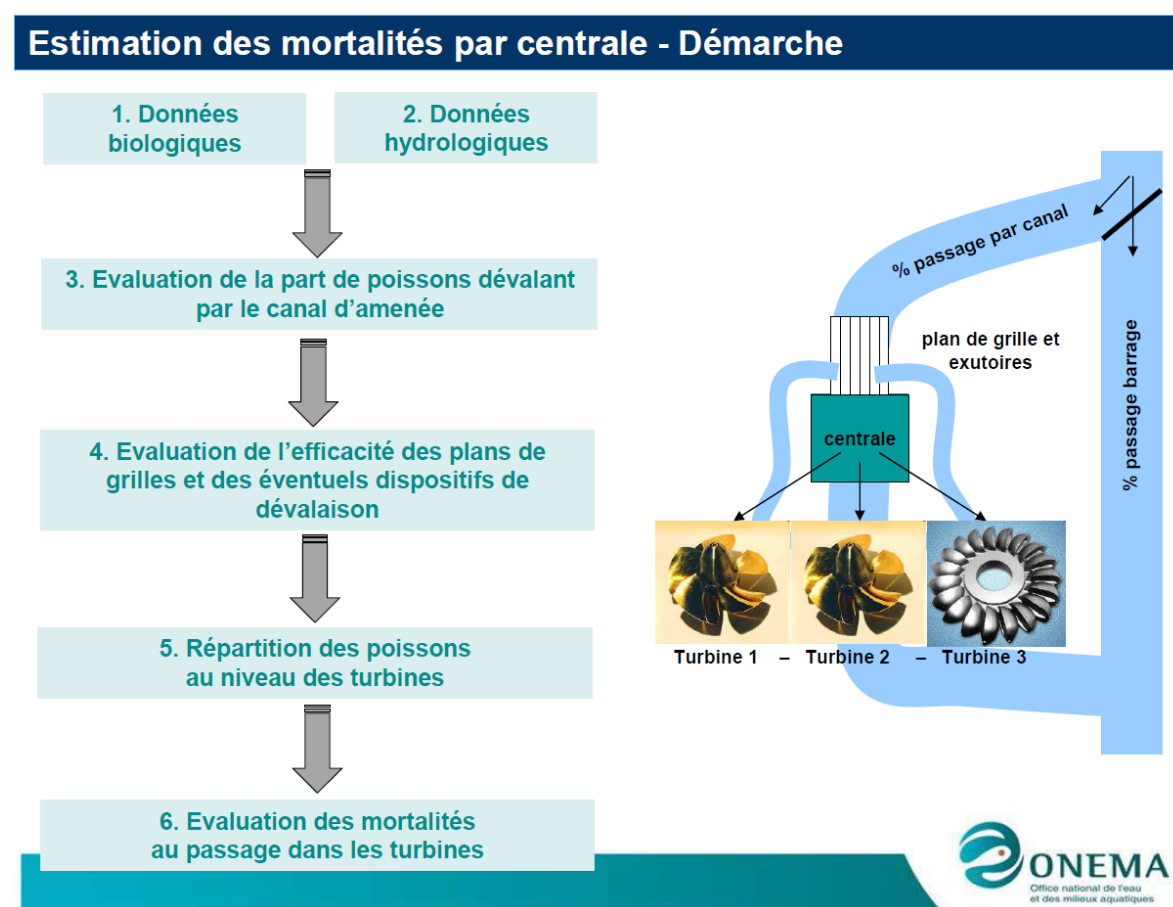 Estimation des mortalités par centrale - Démarche
1. Données
biologiques
2. Données
hydrologiques
3. Evaluation de la part de poissons dévalant
par le canal d’amenée
4. Evaluation de l’efficacité des plans de
grilles et des éventuels dispositifs de
dévalaison
5. Répartition des poissons
au niveau des turbines
6. Evaluation des mortalités
au passage dans les turbines
% passage par canal
plan de grille et
exutoires
% passage barrage
centrale
Turbine 1 – Turbine 2 – Turbine 3
ONEMA
Office national de l'eau
et des milieux aquatiques